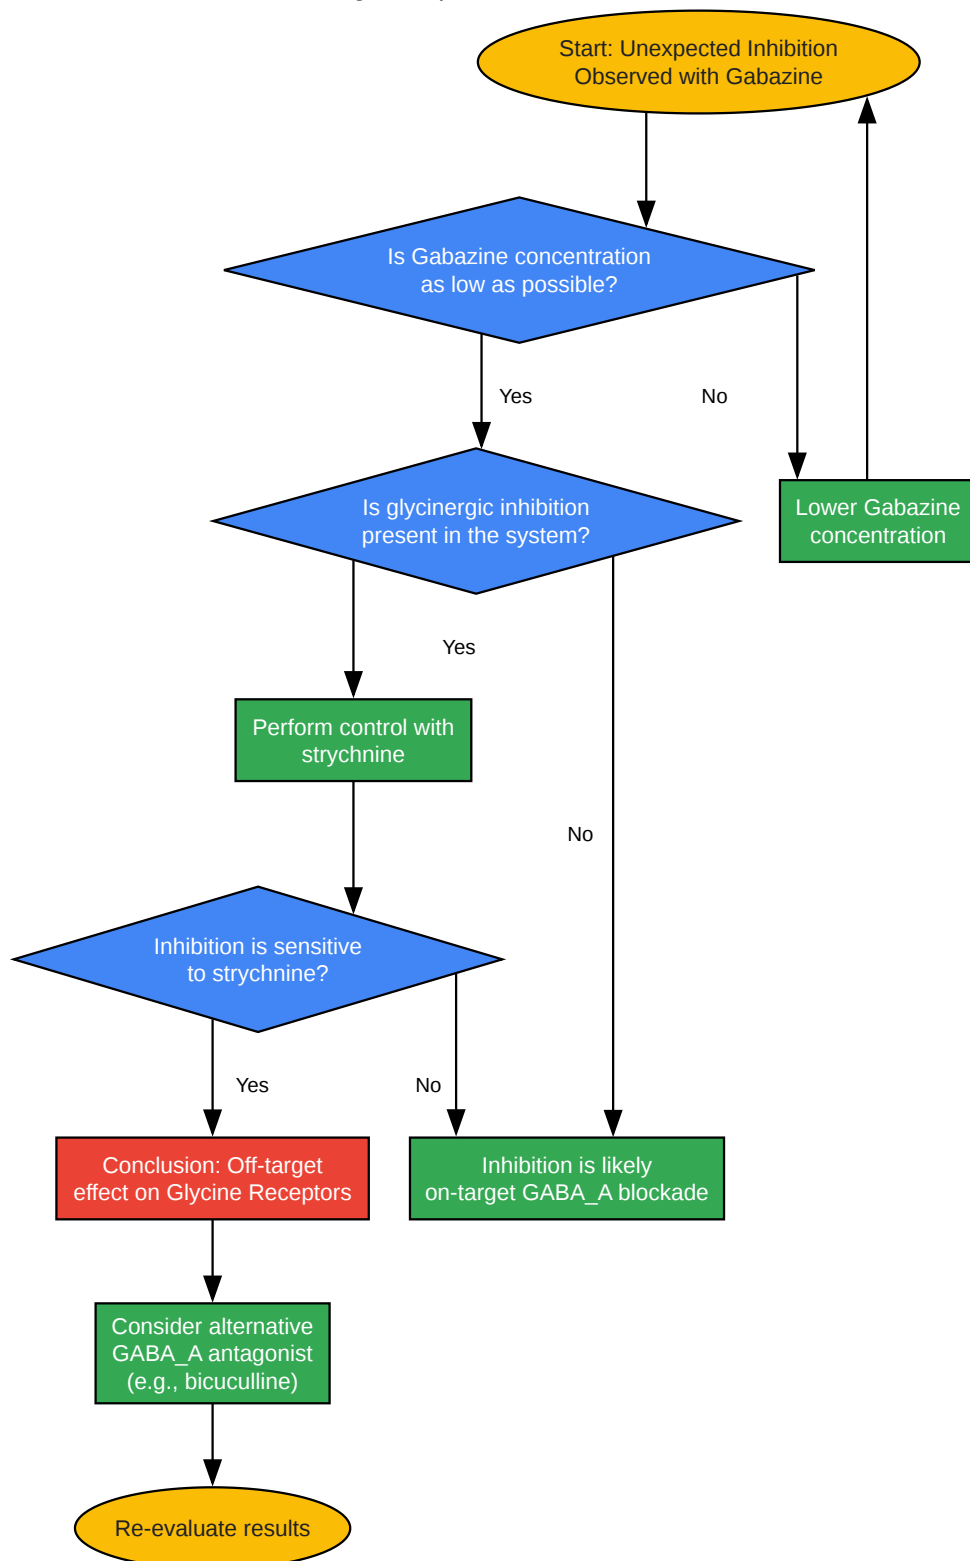 Start: Unexpected Inhibition
Observed with Gabazine
Is Gabazine concentration
as low as possible?
Yes
No
Is glycinergic inhibition
present in the system?
Lower Gabazine
concentration
Yes
Perform control with
strychnine
No
Inhibition is sensitive
to strychnine?
Yes
No
Conclusion: Off-target
effect on Glycine Receptors
Inhibition is likely
on-target GABA_A blockade
Consider alternative
GABA_A antagonist
(e.g., bicuculline)
Re-evaluate results